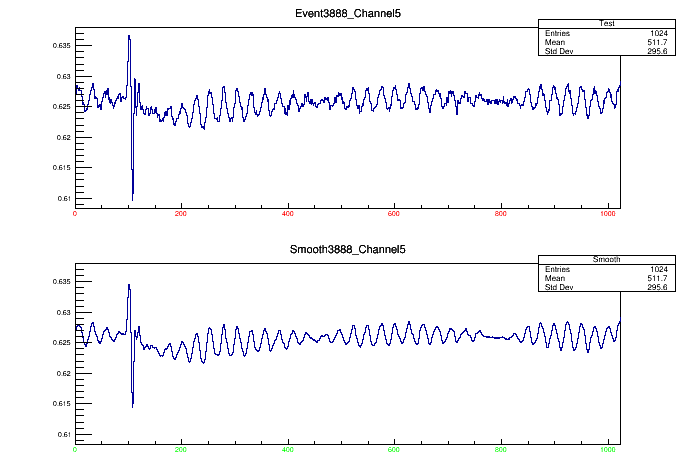 Event3888_Channel5
Test
Entries 1024
Mean 511.7
Std Dev 295.6
0.635
0.63
0.625
0.62
0.615
0.61
0 200 400 600 800 1000
Smooth3888_Channel5
Smooth
Entries 1024
Mean 511.7
Std Dev 295.6
0.635
0.63
0.625
0.62
0.615
0.61
0 200 400 600 800 1000